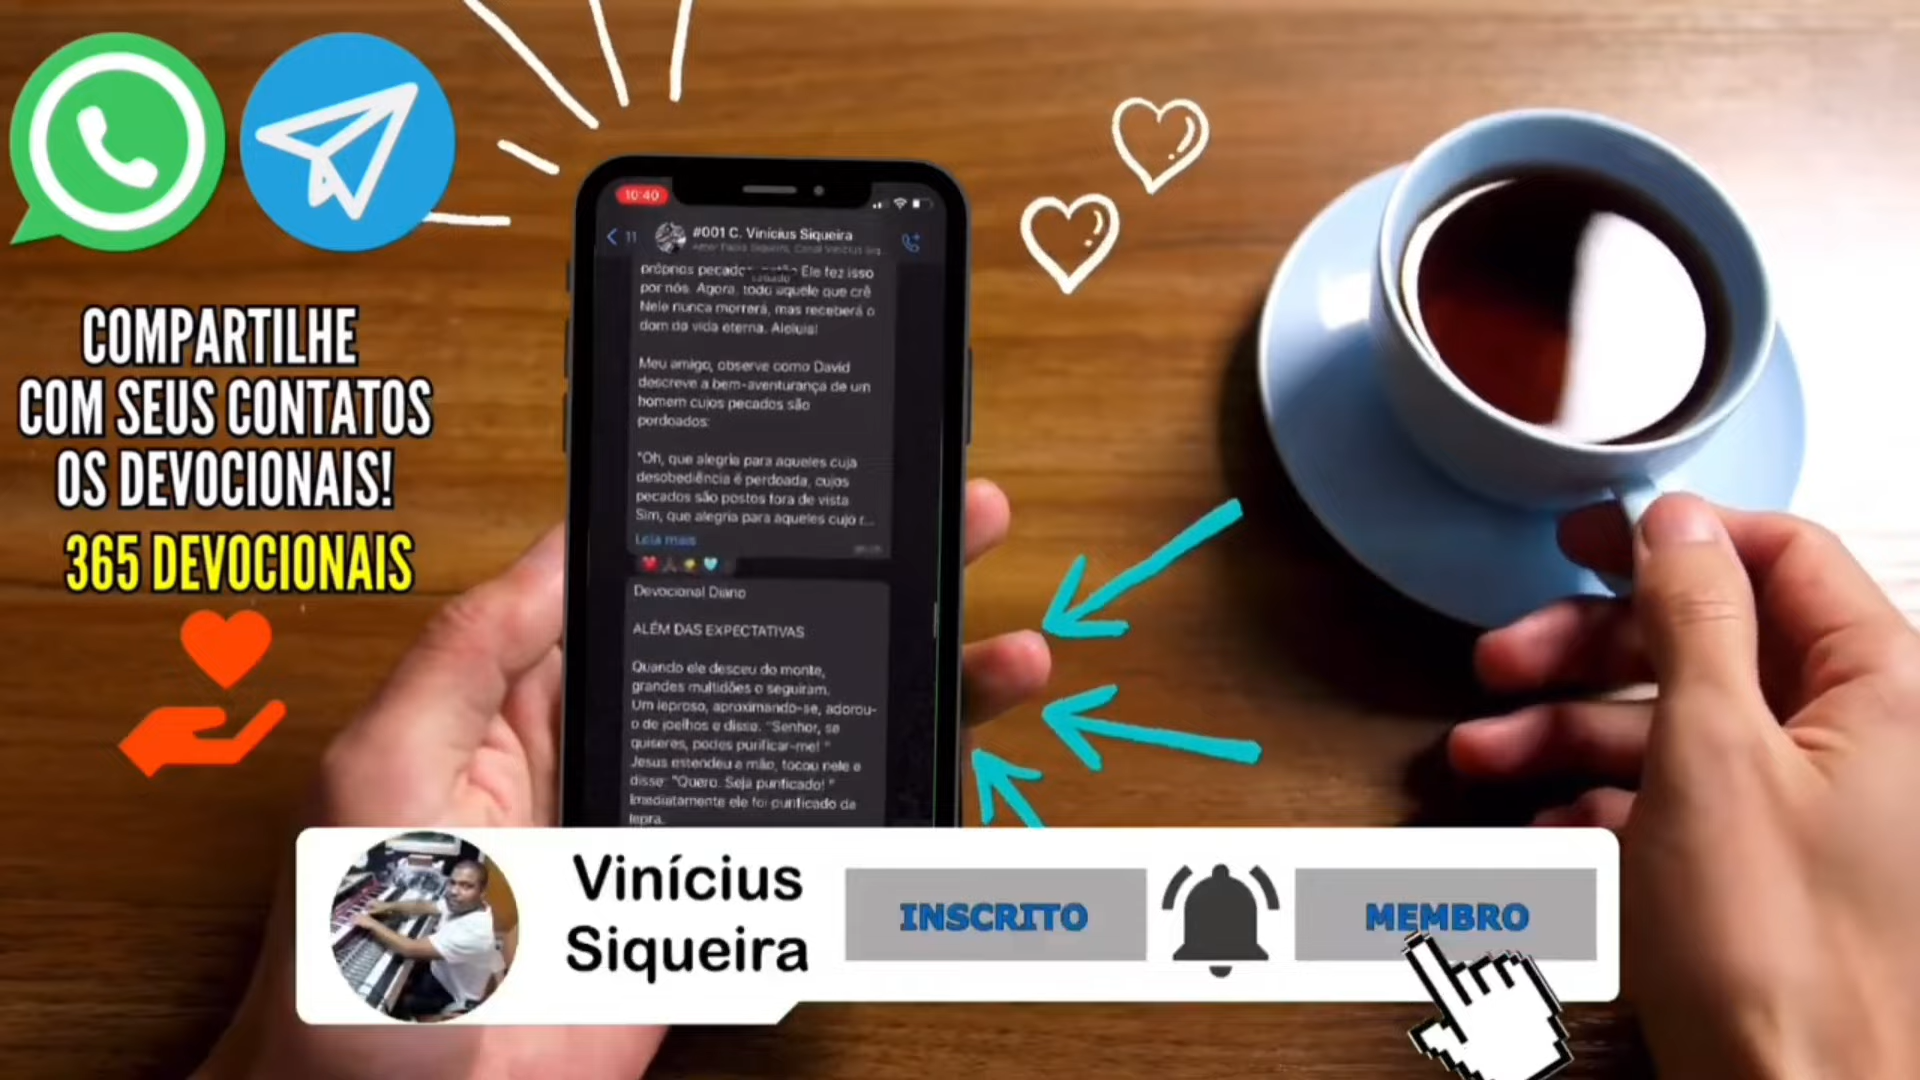 COMPARTILHE
COM SEUS CONTATOS
OS DEVOCIONAIS!
365 DEVOCIONAIS
10:40
11
#001 C. Vinícius Siqueira
próprios pecados, Ele fez isso
por nós. Agora, todo aquele que crê
Nele nunca morrerá, mas receberá o
dom da vida eterna. Aleluia!
Meu amigo, observe como David
descreve a bem-aventurança de um
homem cujos pecados são
perdoados:
"Oh, que alegria para aqueles cuja
desobediência é perdoada, cujos
pecados são postos fora de vista
Sim, que alegria para aqueles cujo r...
Leia mais
Devocional Diário
ALÉM DAS EXPECTATIVAS
Quando ele desceu do monte,
grandes multidões o seguiram.
Um leproso, aproximando-se, adorou-
o de joelhos e disse: "Senhor, se
quiseres, podes purificar-me! "
Jesus estendeu a mão, tocou nele e
disse: "Quero. Seja purificado! "
Imediatamente ele foi purificado da
lepra.
Vinícius
Siqueira
INSCRITO
MEMBRO